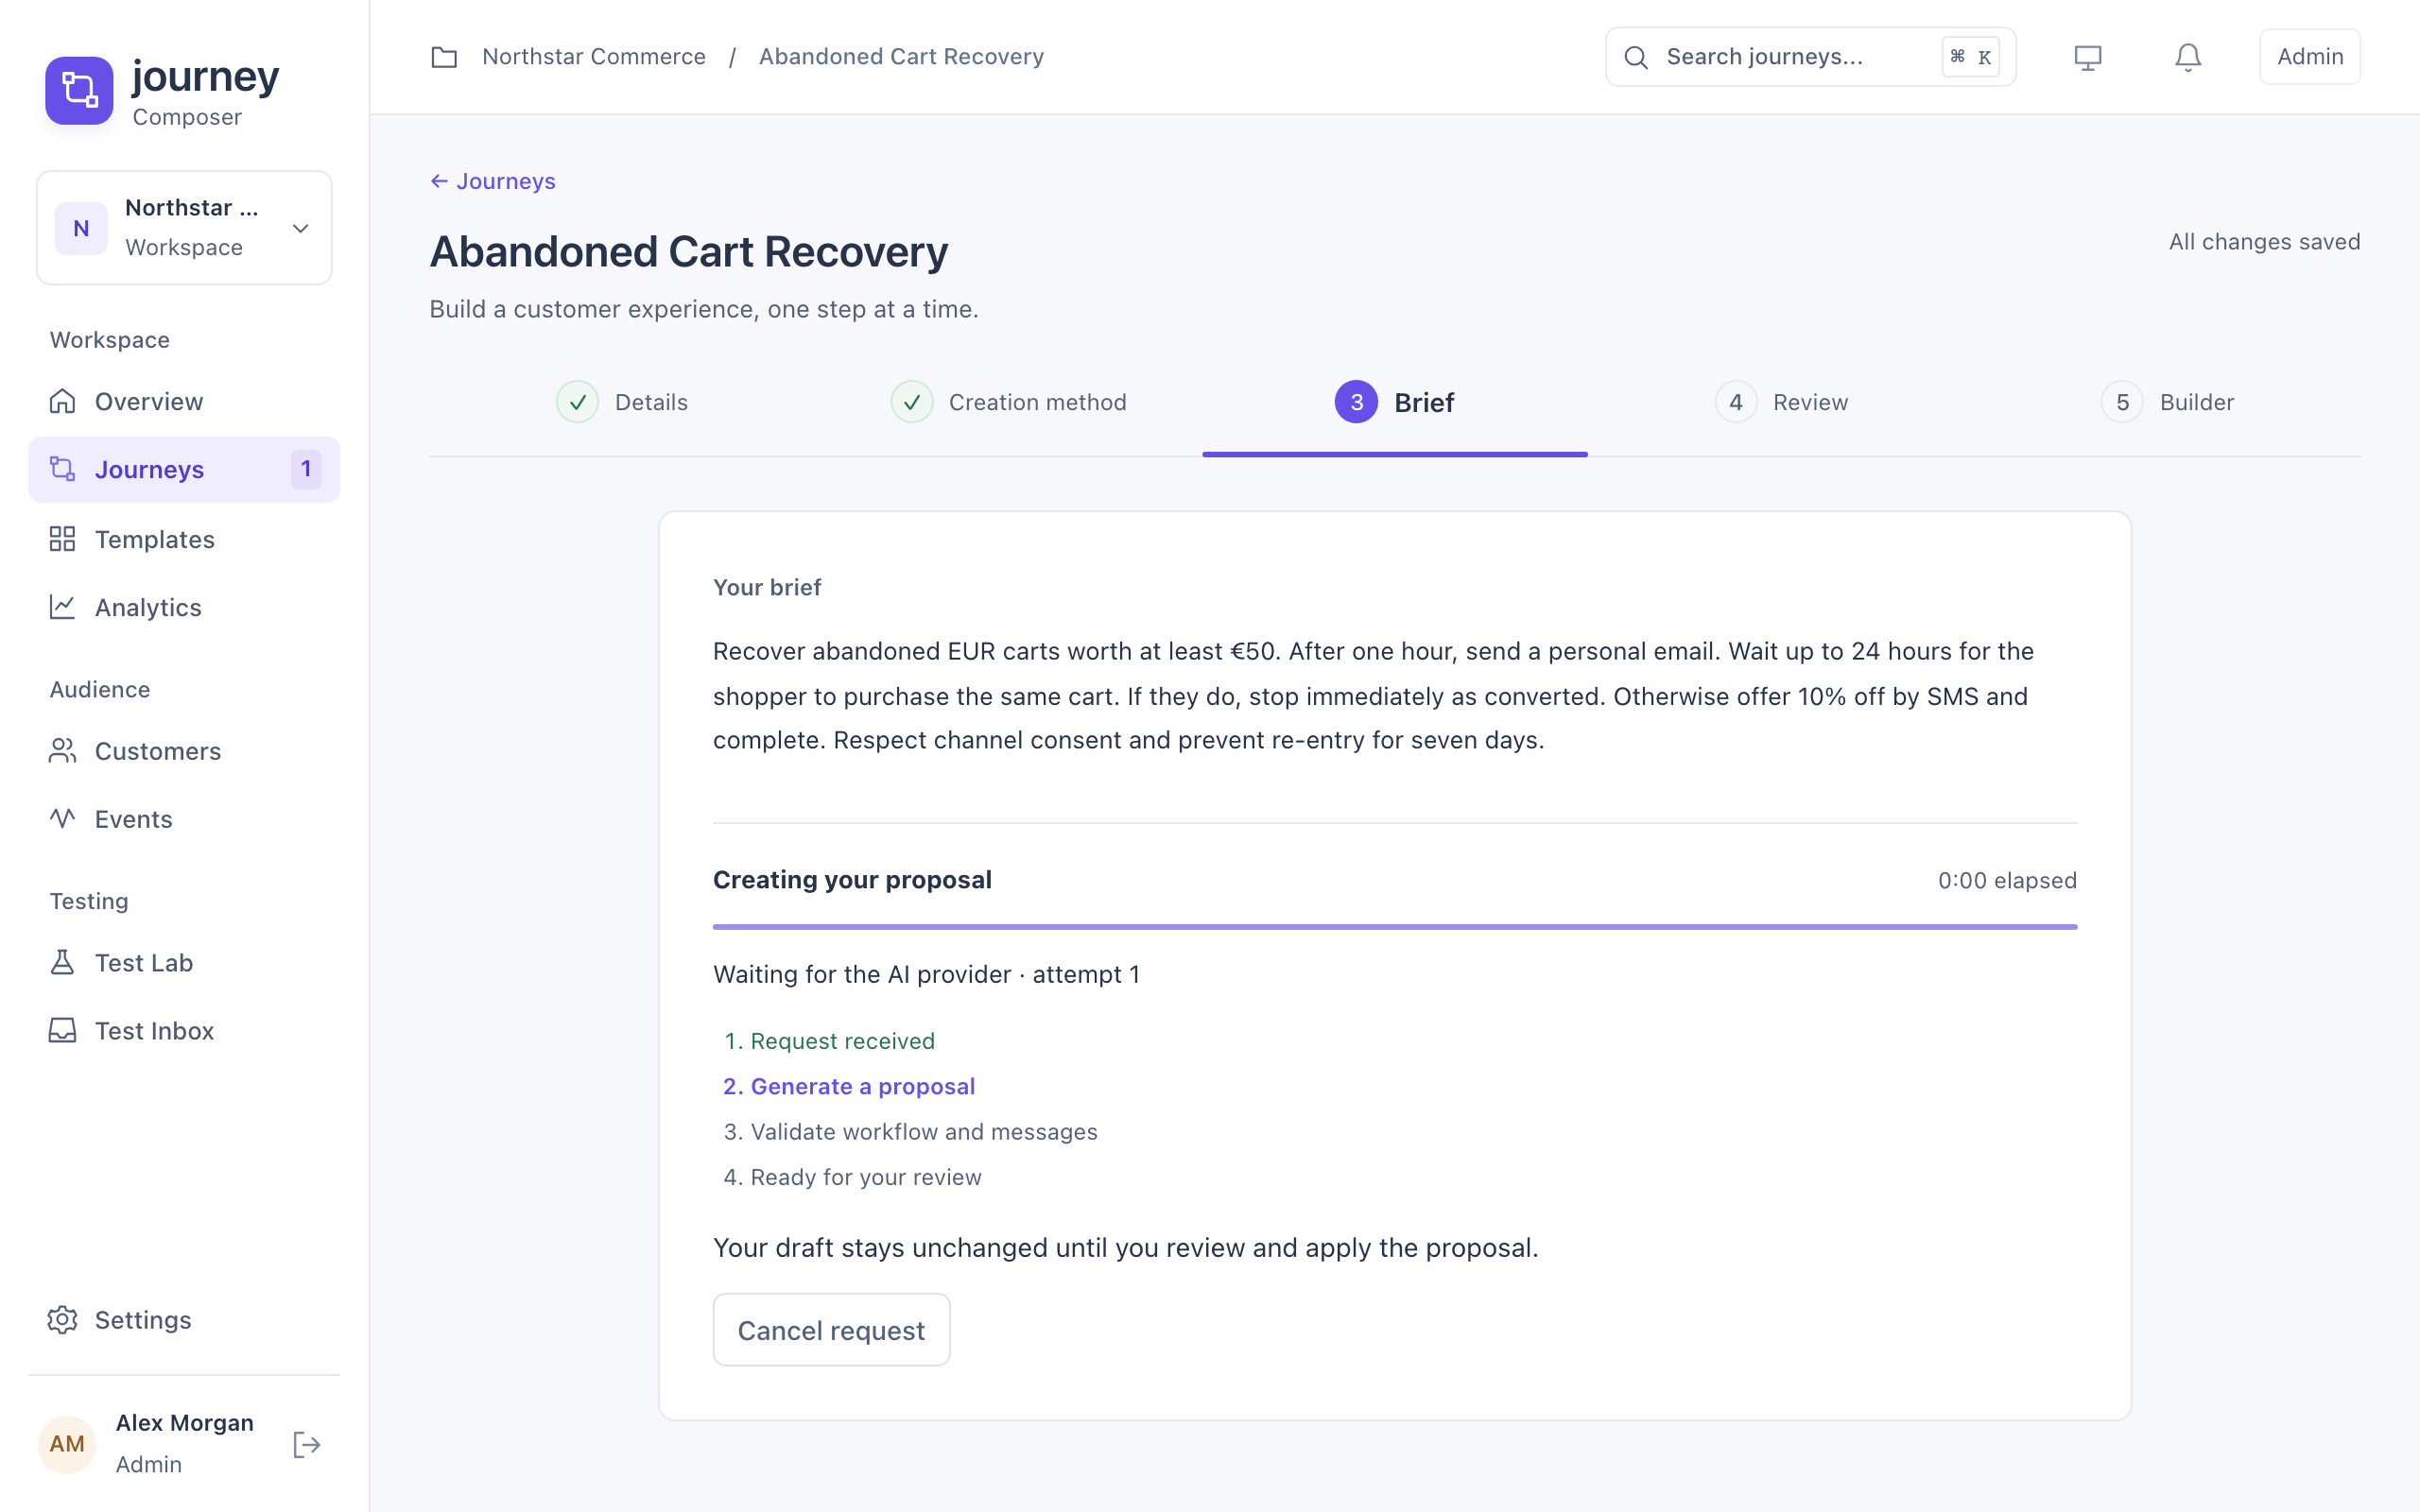 journey
Composer
N
Northstar ...
Workspace
Workspace
Overview
Journeys
1
Templates
Analytics
Audience
Customers
Events
Testing
Test Lab
Test Inbox
Settings
AM
Alex Morgan
Admin
Northstar Commerce / Abandoned Cart Recovery
Search journeys...
⌘ K
Admin
← Journeys
Abandoned Cart Recovery
All changes saved
Build a customer experience, one step at a time.
Details
Creation method
3 Brief
4 Review
5 Builder
Your brief
Recover abandoned EUR carts worth at least €50. After one hour, send a personal email. Wait up to 24 hours for the
shopper to purchase the same cart. If they do, stop immediately as converted. Otherwise offer 10% off by SMS and
complete. Respect channel consent and prevent re-entry for seven days.
Creating your proposal
0:00 elapsed
Waiting for the AI provider · attempt 1
1. Request received
2. Generate a proposal
3. Validate workflow and messages
4. Ready for your review
Your draft stays unchanged until you review and apply the proposal.
Cancel request